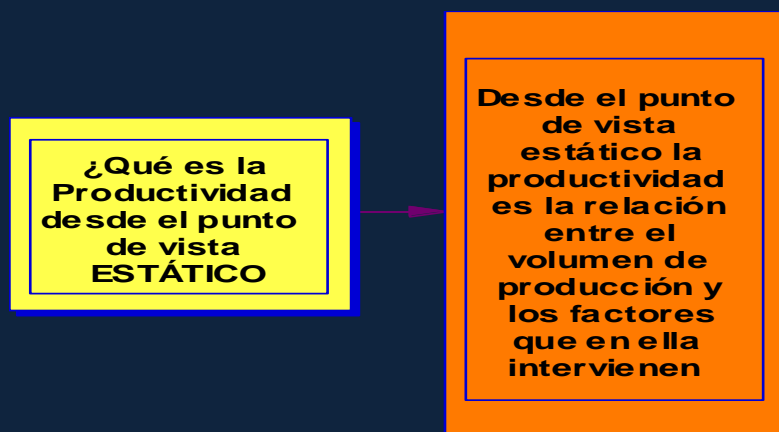 ¿Qué es la
Productividad
desde el punto
de vista
ESTÁTICO
Desde el punto
de vista
estático la
productividad
es la relación
entre el
volumen de
producción y
los factores
que en ella
intervienen